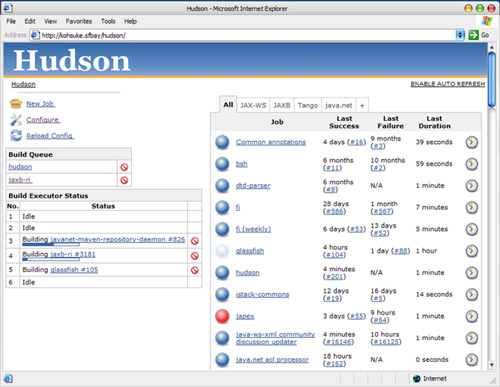 Hudson - Microsoft Internet Explorer
File Edit View Favorites Tools Help
Address http://kohsuke.sfbay/hudson/ Go
Hudson
Hudson ENABLE AUTO REFRESH
New Job
Configure
Reload Config
Build Queue
hudson
jaxb-ri
Build Executor Status
No. Status
1 Idle
2 Idle
3 Building javanet-maven-repository-daemon #826
4 Building jaxb-ri #3181
5 Building glassfish #105
6 Idle
All JAX-WS JAXB Tango java.net +
Job Last Success Last Failure Last Duration
Common annotations 4 days (#16) 9 months (#3) 39 seconds
bsh 6 months (#11) 10 months (#2) 59 seconds
dtd-parser 6 months (#8) N/A 1 minute
fi 28 days (#586) 1 month (#567) 7 minutes
fi (weekly) 6 days (#53) 13 days (#52) 5 minutes
glassfish 4 hours (#104) 1 day (#88) 1 hour
hudson 4 minutes (#201) N/A 1 minute
istack-commons 12 days (#19) 16 days (#5) 14 seconds
japex 3 days (#55) 9 hours (#64) 1 minute
java-ws-xml community discussion updater 4 minutes (#16146) 10 hours (#16125) 1 minute
java.net acl processor 18 hours (#162) N/A 0 seconds
Internet